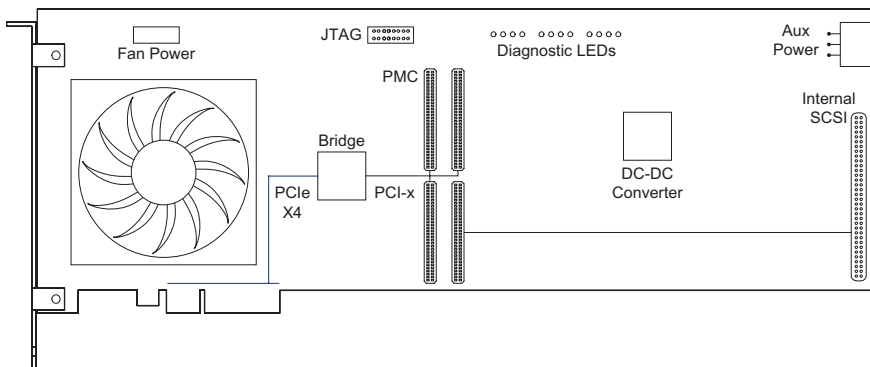 Fan Power
JTAG
Diagnostic LEDs
Aux
Power
PMC
Internal
SCSI
Bridge
DC-DC
Converter
PCIe
X4
PCI-x